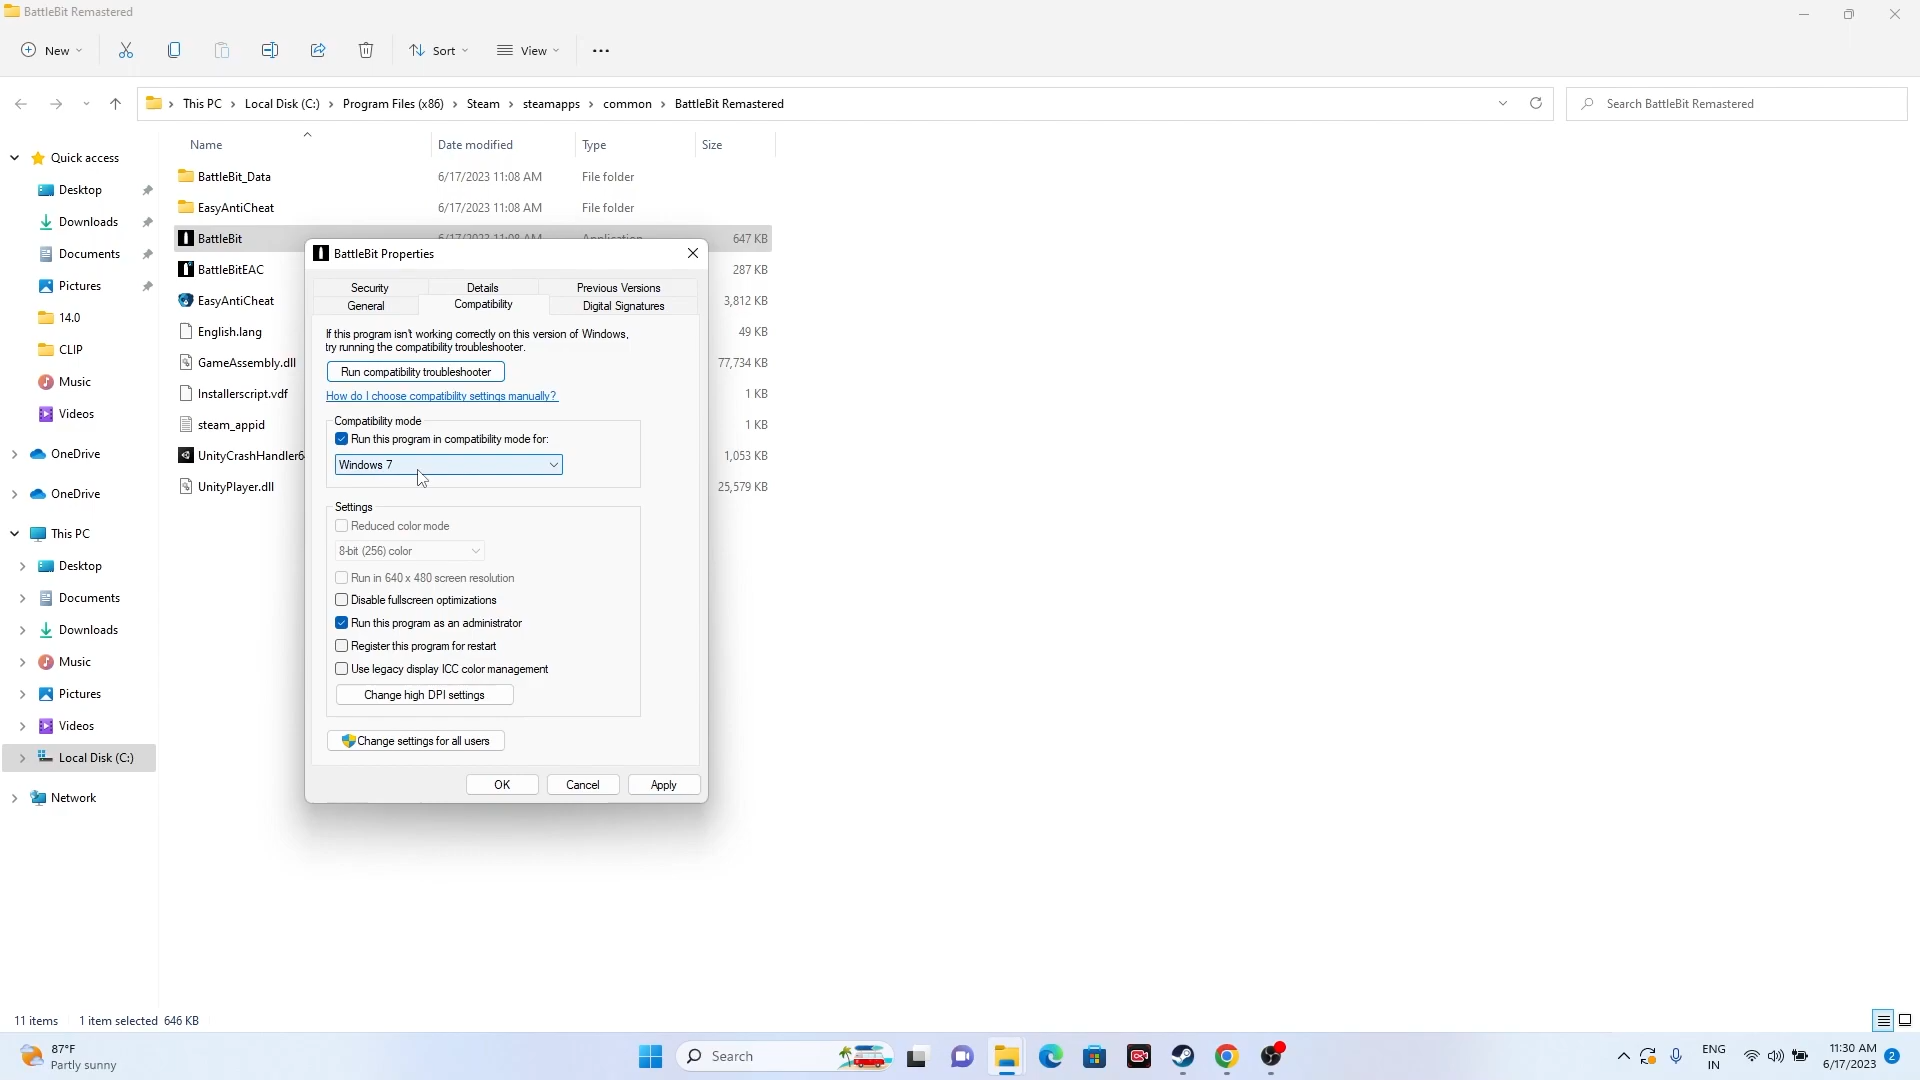 BattleBit Remastered
New
Sort
View
This PC > Local Disk (C:) > Program Files (x86) > Steam > steamapps > common > BattleBit Remastered
Search BattleBit Remastered
Name Date modified Type Size
Quick access
Desktop
Downloads
Documents
Pictures
14.0
CLIP
Music
Videos
OneDrive
OneDrive
This PC
Desktop
Documents
Downloads
Music
Pictures
Videos
Local Disk (C:)
Network
BattleBit_Data 6/17/2023 11:08 AM File folder
EasyAntiCheat 6/17/2023 11:08 AM File folder
BattleBit 6/17/2023 11:08 AM Application 647 KB
BattleBitEAC 287 KB
EasyAntiCheat 3,812 KB
English.lang 49 KB
GameAssembly.dll 77,734 KB
Installerscript.vdf 1 KB
steam_appid 1 KB
UnityCrashHandler6 1,053 KB
UnityPlayer.dll 25,579 KB
BattleBit Properties
Security Details Previous Versions
General Compatibility Digital Signatures
If this program isn't working correctly on this version of Windows,
try running the compatibility troubleshooter.
Run compatibility troubleshooter
How do I choose compatibility settings manually?
Compatibility mode
Run this program in compatibility mode for:
Windows 7
Settings
Reduced color mode
8-bit (256) color
Run in 640 x 480 screen resolution
Disable fullscreen optimizations
Run this program as an administrator
Register this program for restart
Use legacy display ICC color management
Change high DPI settings
Change settings for all users
OK Cancel Apply
11 items 1 item selected 646 KB
87°F
Partly sunny
Search
ENG
IN
11:30 AM
6/17/2023
2